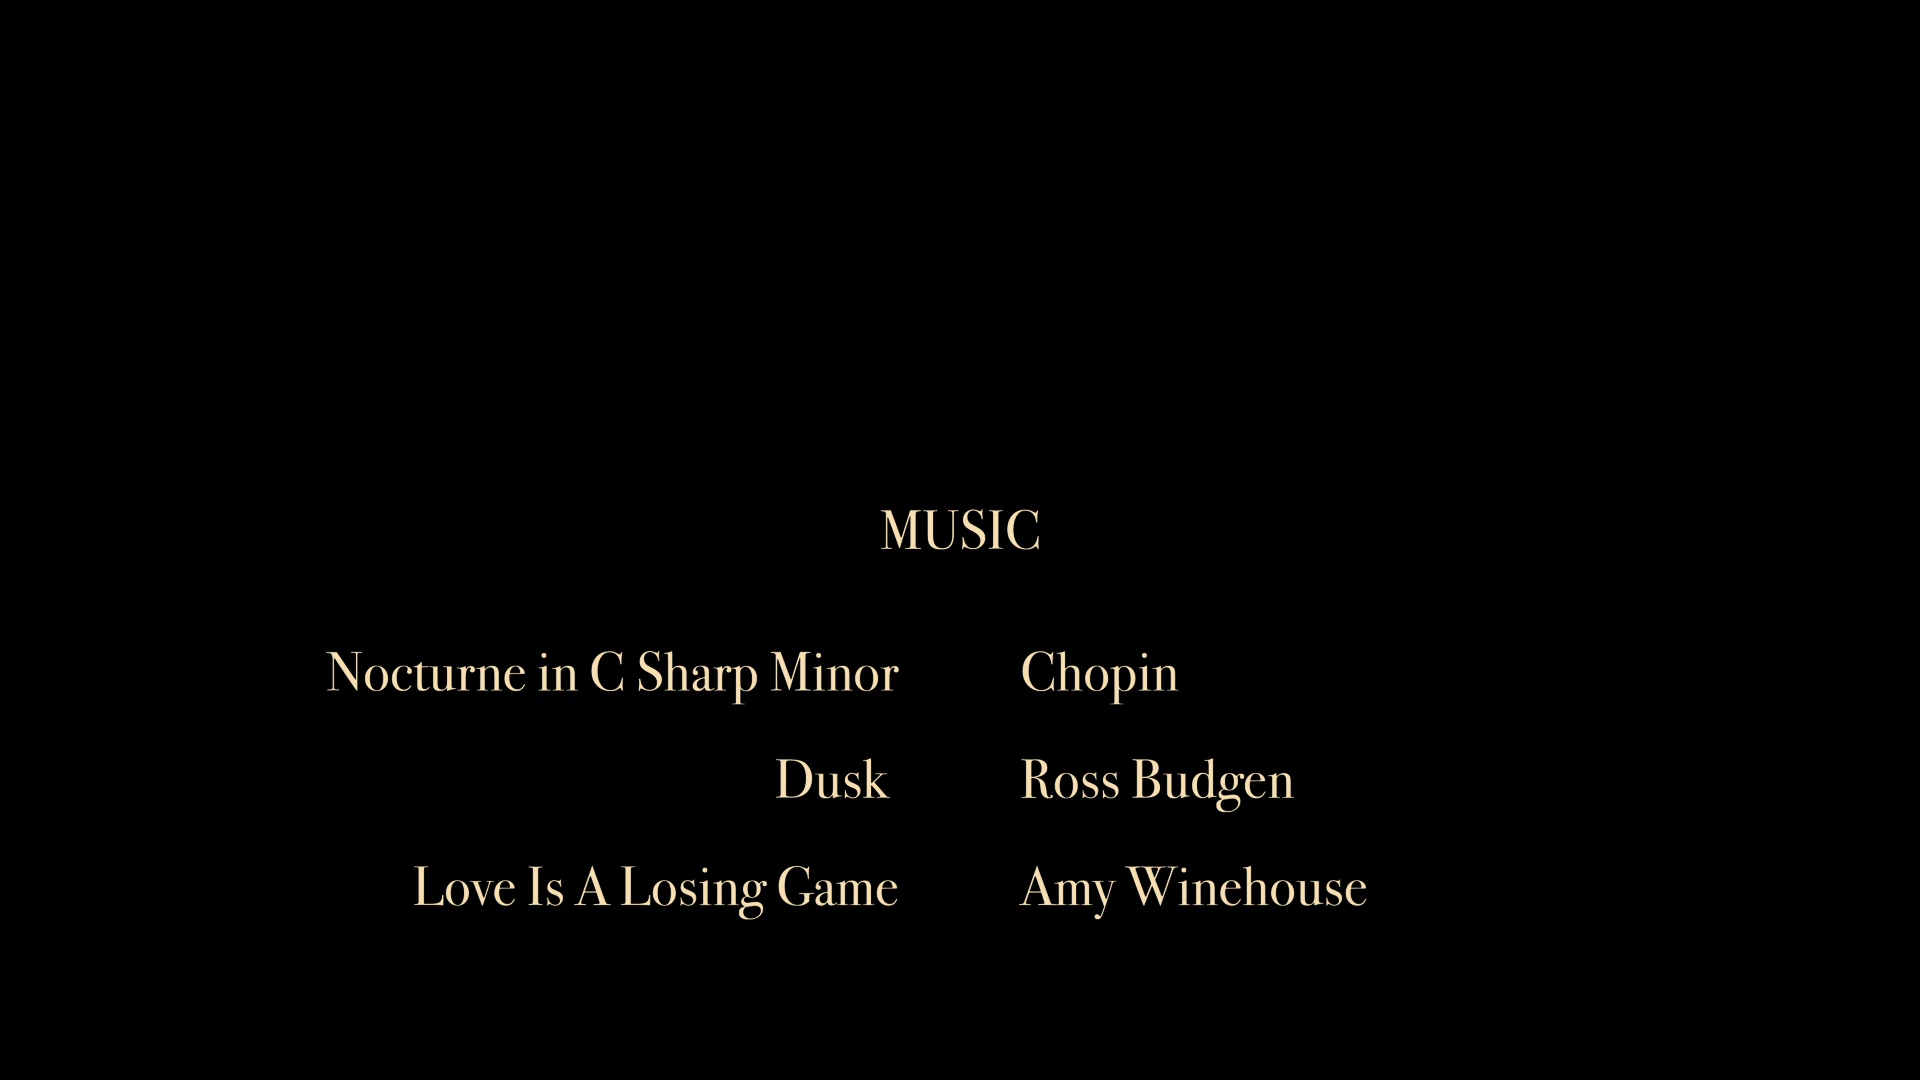 MUSIC
Nocturne in C Sharp Minor Chopin
Dusk Ross Budgen
Love Is A Losing Game Amy Winehouse